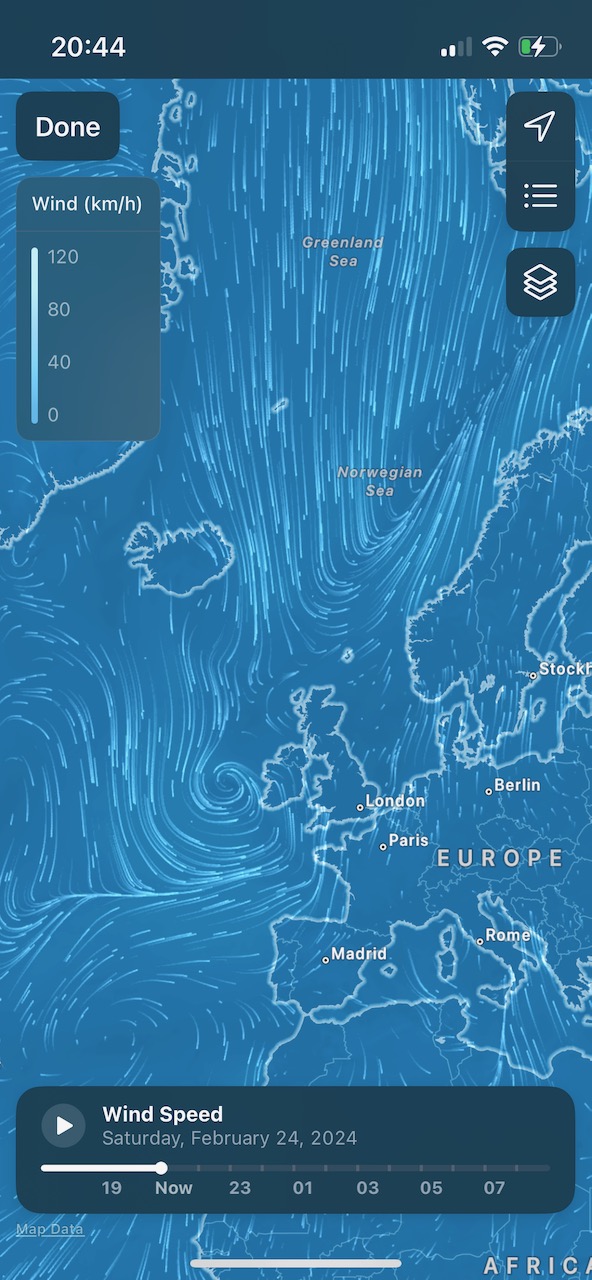 20:44
Done
Wind (km/h)
120
80
40
0
Greenland
Sea
Norwegian
Sea
Stockh
Berlin
London
Paris
EUROPE
Rome
Madrid
Wind Speed
Saturday, February 24, 2024
19 Now 23 01 03 05 07
Map Data
AFRICA